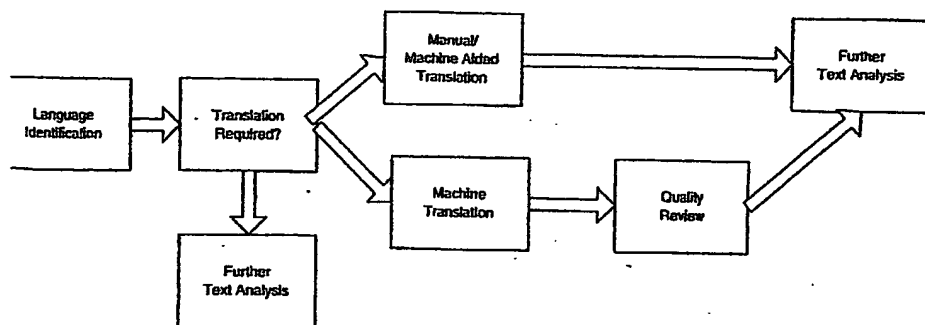 Manual/
Machine Aided
Translation
Further
Text Analysis
Language
Identification
Translation
Required?
Machine
Translation
Quality
Review
Further
Text Analysis